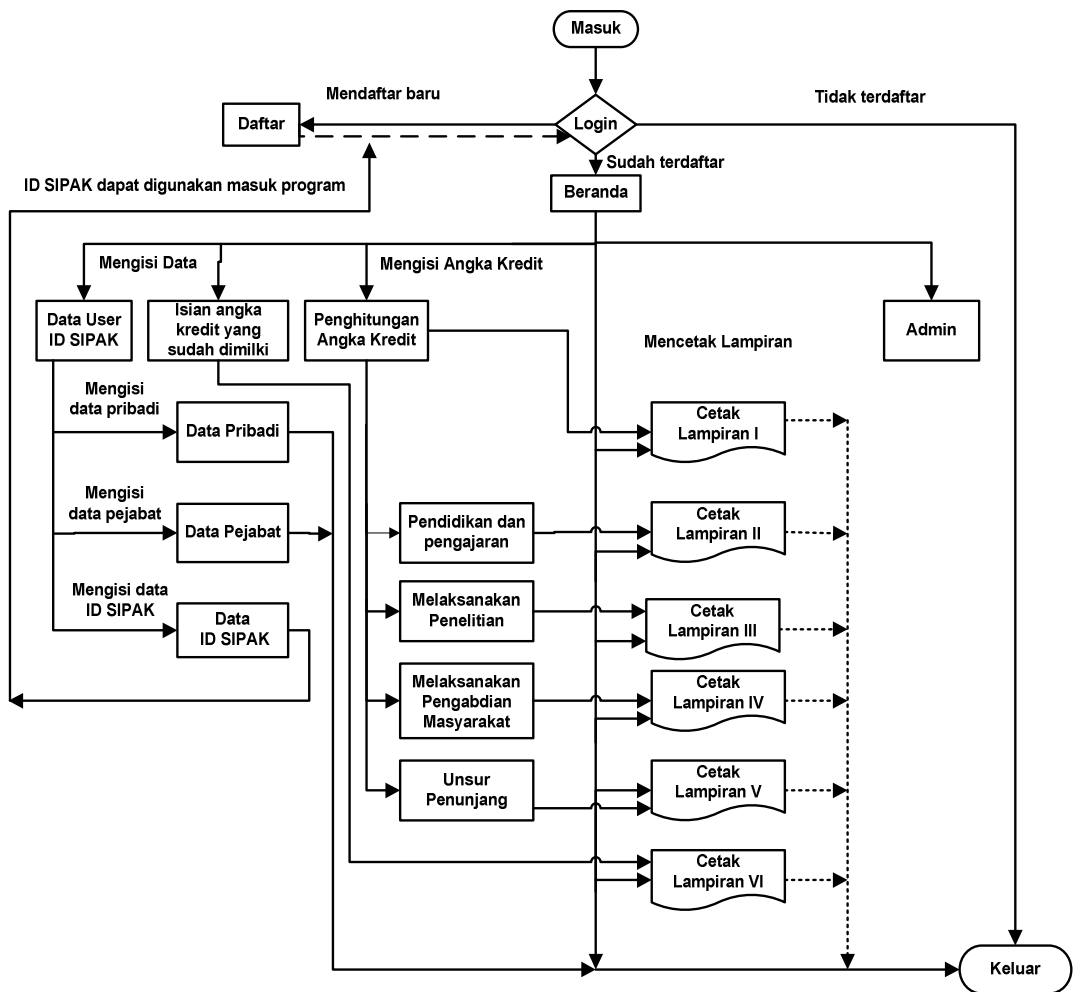 Masuk
Mendaftar baru
Tidak terdaftar
Daftar
Login
Sudah terdaftar
ID SIPAK dapat digunakan masuk program
Beranda
Mengisi Data
Mengisi Angka Kredit
Data User
ID SIPAK
Isian angka
kredit yang
sudah dimilki
Penghitungan
Angka Kredit
Admin
Mencetak Lampiran
Mengisi
data pribadi
Data Pribadi
Cetak
Lampiran I
Mengisi
data pejabat
Data Pejabat
Pendidikan dan
pengajaran
Cetak
Lampiran II
Mengisi data
ID SIPAK
Data
ID SIPAK
Melaksanakan
Penelitian
Cetak
Lampiran III
Melaksanakan
Pengabdian
Masyarakat
Cetak
Lampiran IV
Unsur
Penunjang
Cetak
Lampiran V
Cetak
Lampiran VI
Keluar